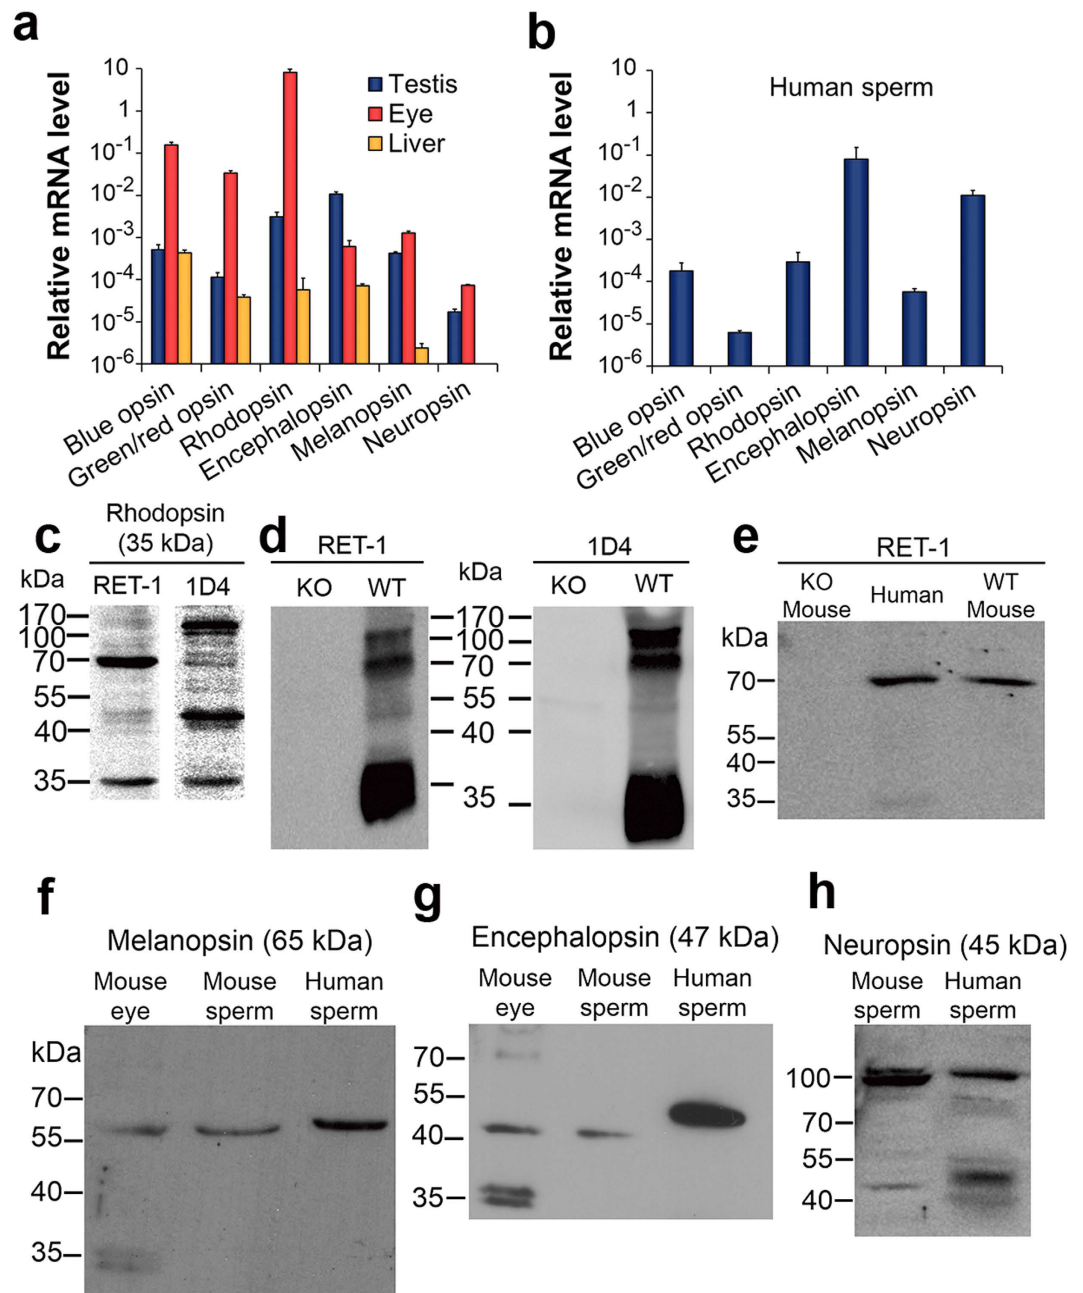 a
Relative mRNA level
10
1
10⁻¹
10⁻²
10⁻³
10⁻⁴
10⁻⁵
10⁻⁶
Testis
Eye
Liver
Blue opsin
Green/red opsin
Rhodopsin
Encephalopsin
Melanopsin
Neuropsin
b
Relative mRNA level
Human sperm
10
1
10⁻¹
10⁻²
10⁻³
10⁻⁴
10⁻⁵
10⁻⁶
Blue opsin
Green/red opsin
Rhodopsin
Encephalopsin
Melanopsin
Neuropsin
c
Rhodopsin
(35 kDa)
kDa
RET-1 1D4
170
100
70
55
40
35
d
RET-1
KO WT
kDa
170
100
70
55
40
35
1D4
KO WT
e
RET-1
KO
Mouse
Human
WT
Mouse
kDa
70
55
40
35
f
Melanopsin (65 kDa)
Mouse
eye
Mouse
sperm
Human
sperm
kDa
70
55
40
35
g
Encephalopsin (47 kDa)
Mouse
eye
Mouse
sperm
Human
sperm
70
55
40
35
h
Neuropsin (45 kDa)
Mouse
sperm
Human
sperm
100
70
55
40